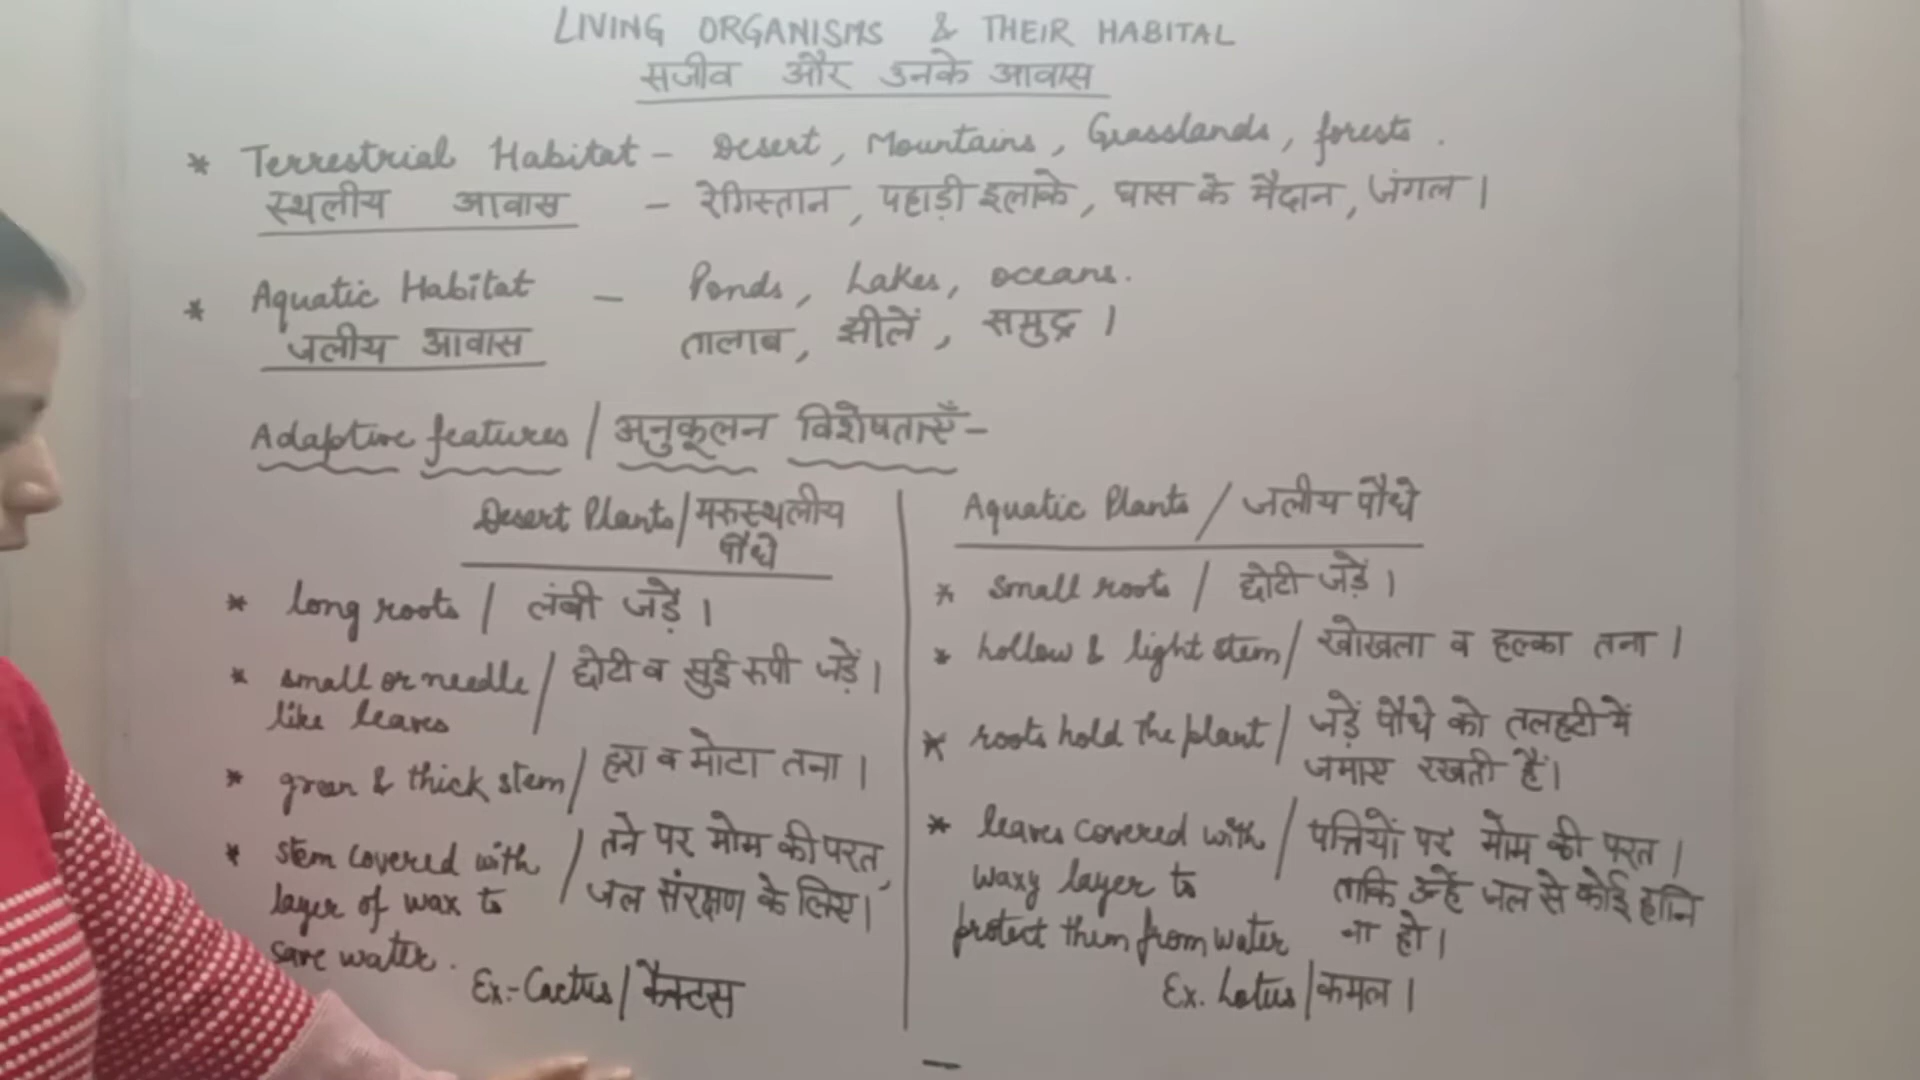 LIVING ORGANISMS & THEIR HABITAL
सजीव और उनके आवास
* Terrestrial Habitat - Desert, Mountains, Grasslands, forests.
स्थलीय आवास - रेगिस्तान, पहाड़ी इलाके, घास के मैदान, जंगल।
* Aquatic Habitat - Ponds, Lakes, oceans.
जलीय आवास तालाब, झीलें, समुद्र।
Adaptive features / अनुकूलन विशेषताएँ-
Desert Plants / मरुस्थलीय
पौधे
* long roots / लंबी जड़ें।
* small or needle / छोटी व सुई रुपी जड़ें।
like leaves
* green & thick stem / हरा व मोटा तना।
* stem covered with / तने पर मोम की परत,
layer of wax to जल संरक्षण के लिए।
save water.
Ex:- Cactus / कैक्टस
Aquatic Plants / जलीय पौधे
* small roots / छोटी जड़ें।
* hollow & light stem / खोखला व हल्का तना।
* roots hold the plant / जड़ें पौधे को तलहटी में
जमाए रखती हैं।
* leaves covered with / पत्तियों पर मोम की परत।
waxy layer to ताकि उन्हें जल से कोई हानि
protect them from water ना हो।
Ex. Lotus / कमल।